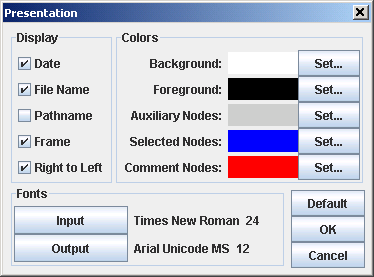 Presentation
Display
Date
File Name
Pathname
Frame
Right to Left
Colors
Background: Set...
Foreground: Set...
Auxiliary Nodes: Set...
Selected Nodes: Set...
Comment Nodes: Set...
Fonts
Input Times New Roman 24
Output Arial Unicode MS 12
Default
OK
Cancel